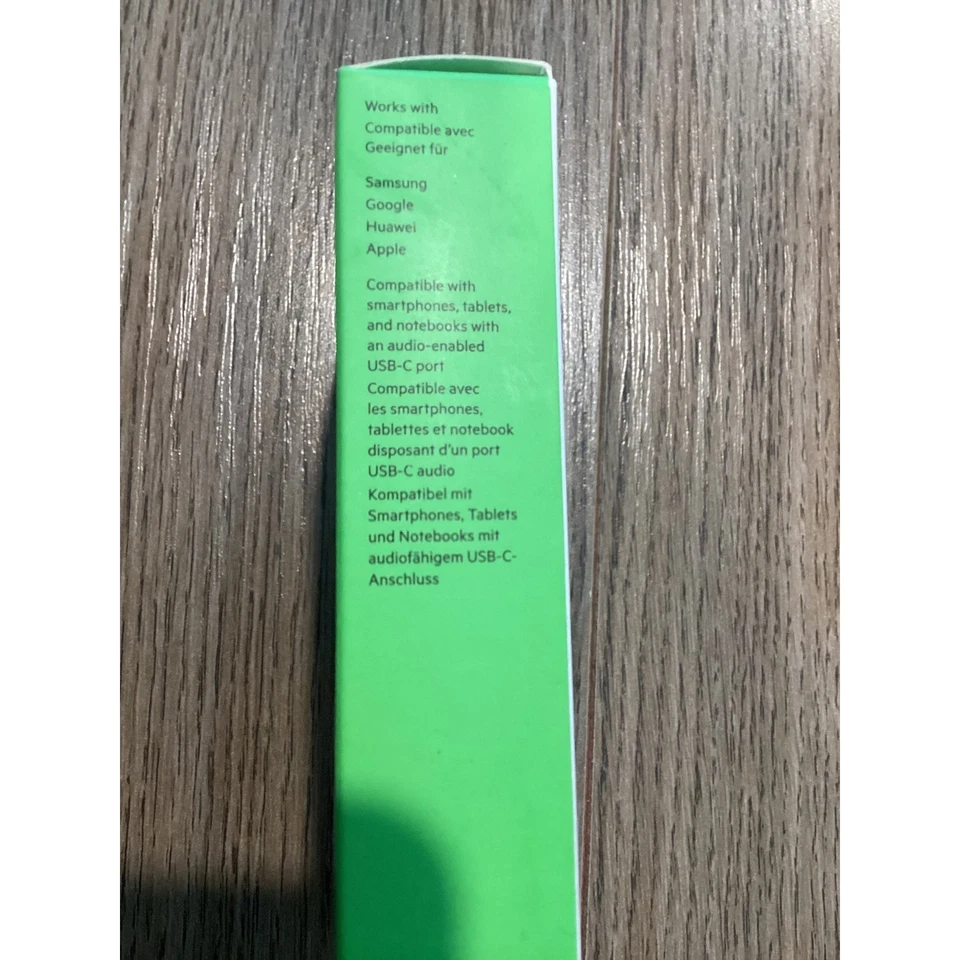 Works with
Compatible avec
Geeignet für
Samsung
Google
Huawei
Apple
Compatible with
smartphones, tablets,
and notebooks with
an audio-enabled
USB-C port
Compatible avec
les smartphones,
tablettes et notebook
disposant d'un port
USB-C audio
Kompatibel mit
Smartphones, Tablets
und Notebooks mit
audiofähigem USB-C-
Anschluss